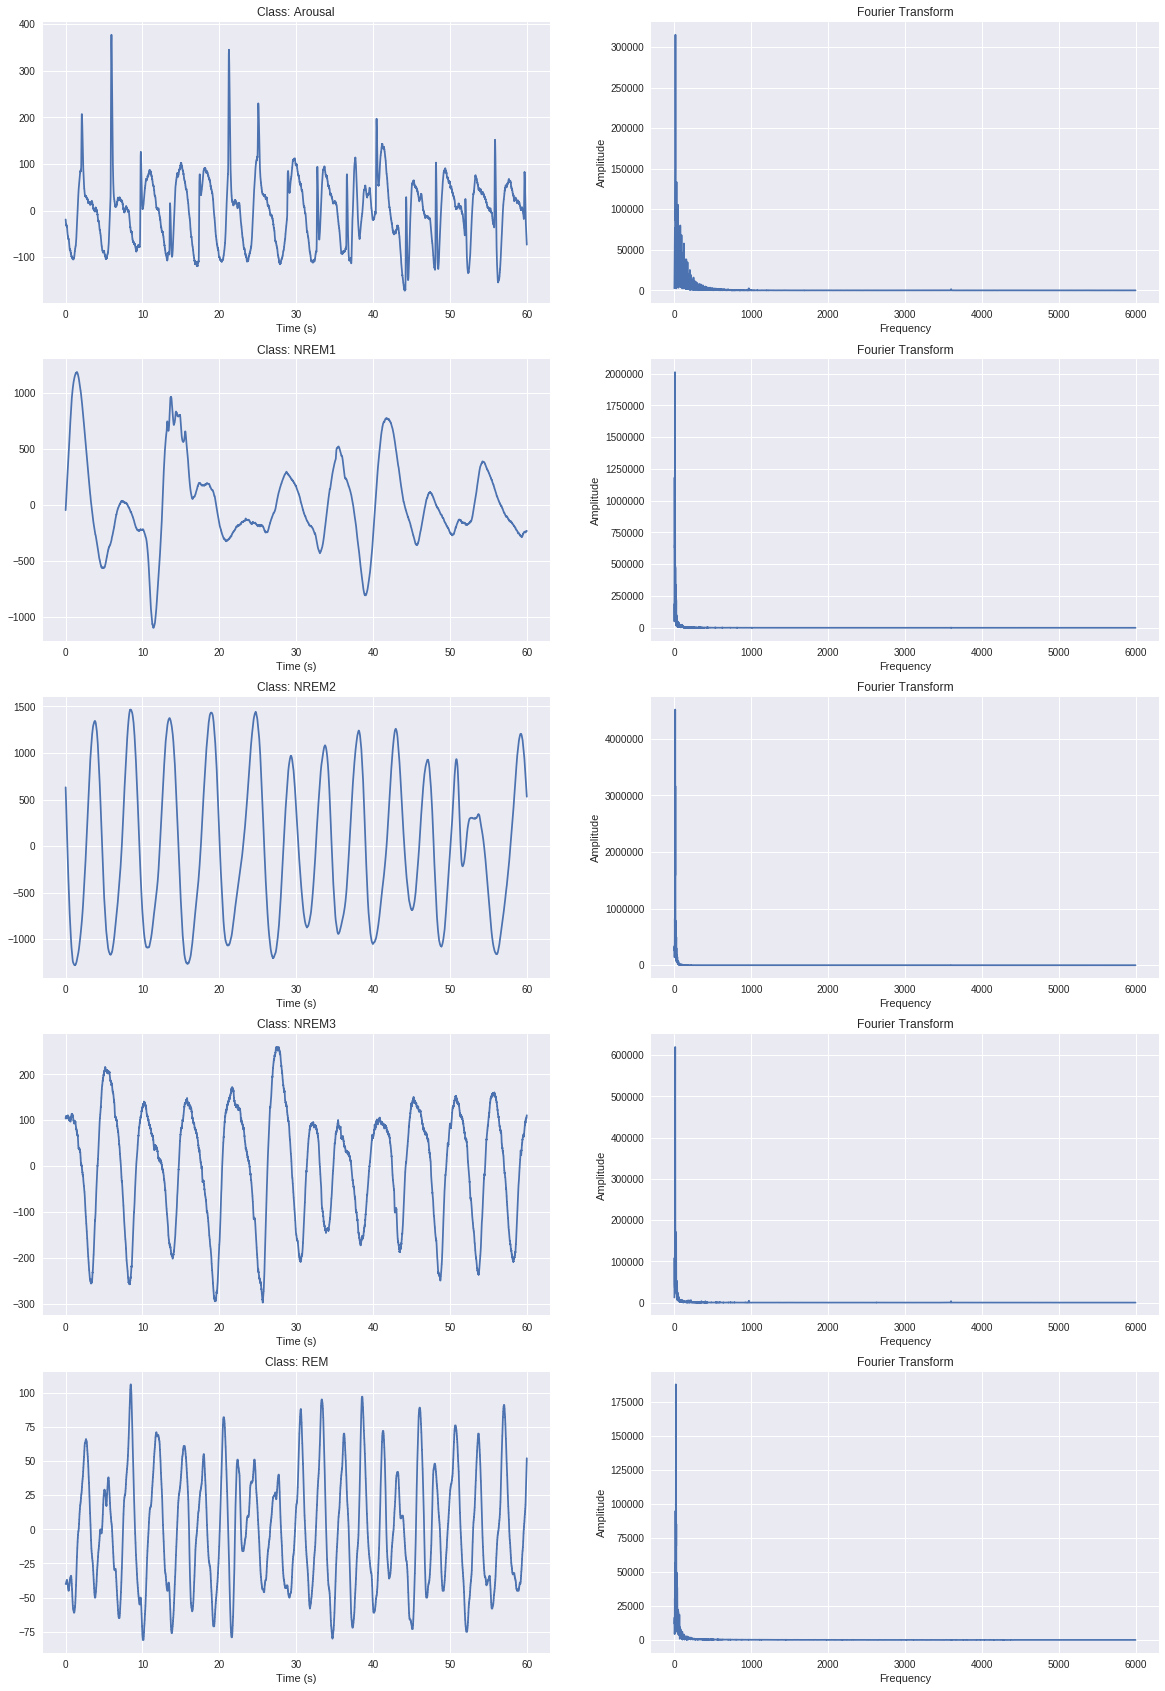 Class: Arousal
400
300
200
100
0
−100
0 10 20 30 40 50 60
Time (s)
Fourier Transform
Amplitude
300000
250000
200000
150000
100000
50000
0
0 1000 2000 3000 4000 5000 6000
Frequency
Class: NREM1
1000
500
0
−500
−1000
0 10 20 30 40 50 60
Time (s)
Fourier Transform
Amplitude
2000000
1750000
1500000
1250000
1000000
750000
500000
250000
0
0 1000 2000 3000 4000 5000 6000
Frequency
Class: NREM2
1500
1000
500
0
−500
−1000
0 10 20 30 40 50 60
Time (s)
Fourier Transform
Amplitude
4000000
3000000
2000000
1000000
0
0 1000 2000 3000 4000 5000 6000
Frequency
Class: NREM3
200
100
0
−100
−200
−300
0 10 20 30 40 50 60
Time (s)
Fourier Transform
Amplitude
600000
500000
400000
300000
200000
100000
0
0 1000 2000 3000 4000 5000 6000
Frequency
Class: REM
100
75
50
25
0
−25
−50
−75
0 10 20 30 40 50 60
Time (s)
Fourier Transform
Amplitude
175000
150000
125000
100000
75000
50000
25000
0
0 1000 2000 3000 4000 5000 6000
Frequency